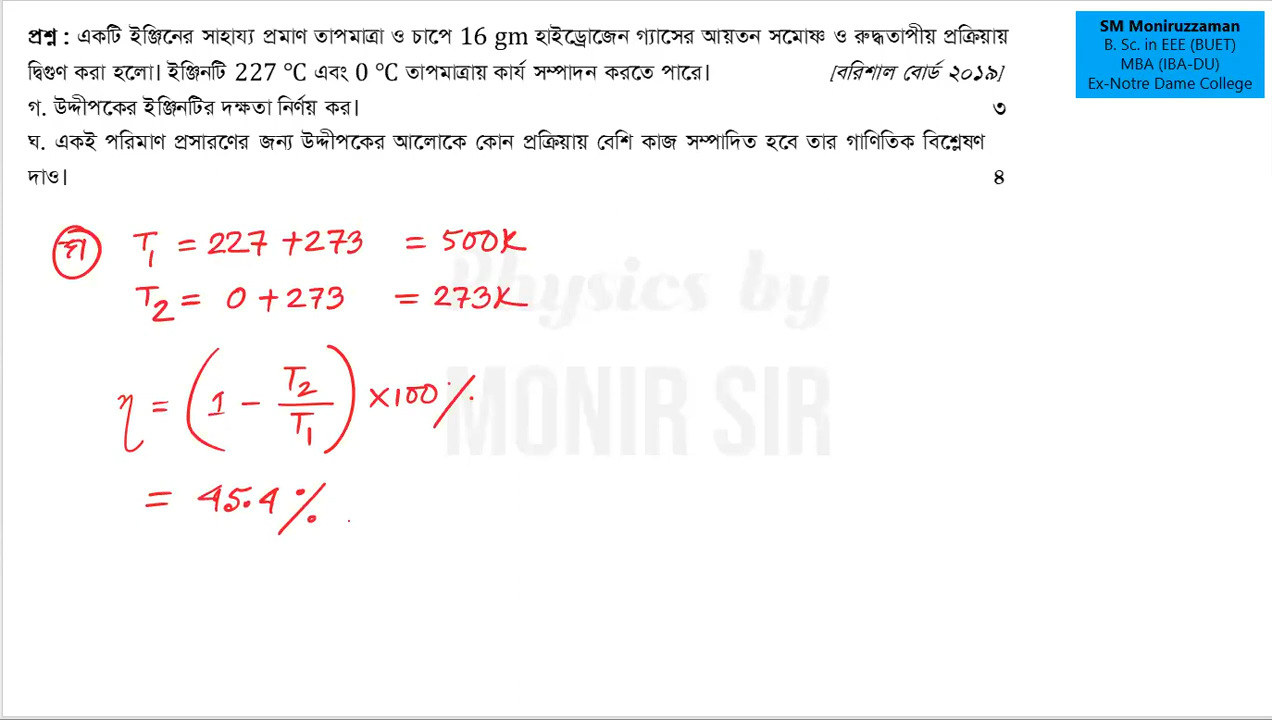 প্রশ্ন : একটি ইঞ্জিনের সাহায্য প্রমাণ তাপমাত্রা ও চাপে 16 gm হাইড্রোজেন গ্যাসের আয়তন সমোষ্ণ ও রুদ্ধতাপীয় প্রক্রিয়ায়
দ্বিগুণ করা হলো। ইঞ্জিনটি 227 °C এবং 0 °C তাপমাত্রায় কার্য সম্পাদন করতে পারে। [বরিশাল বোর্ড ২০১৯]
গ. উদ্দীপকের ইঞ্জিনটির দক্ষতা নির্ণয় কর। ৩
ঘ. একই পরিমাণ প্রসারণের জন্য উদ্দীপকের আলোকে কোন প্রক্রিয়ায় বেশি কাজ সম্পাদিত হবে তার গাণিতিক বিশ্লেষণ
দাও। ৪
SM Moniruzzaman
B. Sc. in EEE (BUET)
MBA (IBA-DU)
Ex-Notre Dame College
T₁ = 227 + 273 = 500K
T₂ = 0 + 273 = 273K
η = (1 - T₂/T₁) × 100%
= 45.4%
Physics by
MONIR SIR